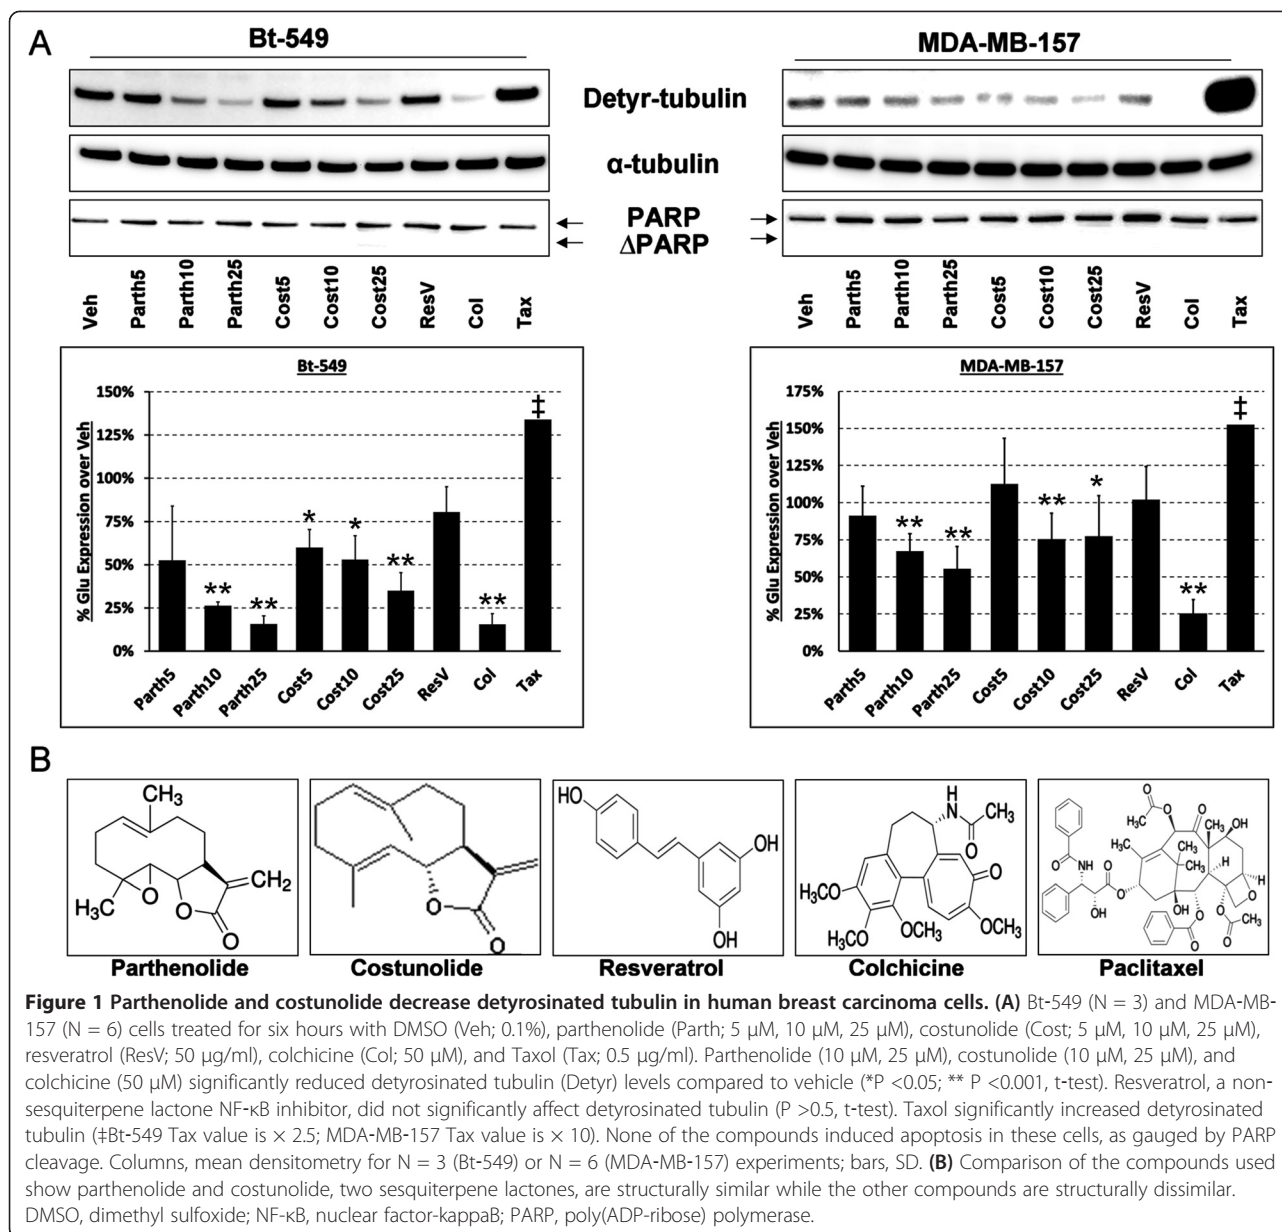 A
Bt-549
MDA-MB-157
Detyr-tubulin
α-tubulin
PARP
ΔPARP
Veh
Parth5
Parth10
Parth25
Cost5
Cost10
Cost25
ResV
Col
Tax
Veh
Parth5
Parth10
Parth25
Cost5
Cost10
Cost25
ResV
Col
Tax
Bt-549
% Glu Expression over Veh
150%
125%
100%
75%
50%
25%
0%
**
**
*
*
**
**
‡
Parth5
Parth10
Parth25
Cost5
Cost10
Cost25
ResV
Col
Tax
MDA-MB-157
% Glu Expression over Veh
175%
150%
125%
100%
75%
50%
25%
0%
**
**
**
*
**
‡
Parth5
Parth10
Parth25
Cost5
Cost10
Cost25
ResV
Col
Tax
B
CH₃
H₃C
O
O
O
CH₂
Parthenolide
O
O
Costunolide
HO
OH
OH
Resveratrol
H
N
CH₃
O
O
OCH₃
OCH₃
H₃CO
OCH₃
Colchicine
Paclitaxel
Figure 1 Parthenolide and costunolide decrease detyrosinated tubulin in human breast carcinoma cells. (A) Bt-549 (N = 3) and MDA-MB-
157 (N = 6) cells treated for six hours with DMSO (Veh; 0.1%), parthenolide (Parth; 5 μM, 10 μM, 25 μM), costunolide (Cost; 5 μM, 10 μM, 25 μM),
resveratrol (ResV; 50 μg/ml), colchicine (Col; 50 μM), and Taxol (Tax; 0.5 μg/ml). Parthenolide (10 μM, 25 μM), costunolide (10 μM, 25 μM), and
colchicine (50 μM) significantly reduced detyrosinated tubulin (Detyr) levels compared to vehicle (*P <0.05; ** P <0.001, t-test). Resveratrol, a non-
sesquiterpene lactone NF-κB inhibitor, did not significantly affect detyrosinated tubulin (P >0.5, t-test). Taxol significantly increased detyrosinated
tubulin (‡Bt-549 Tax value is × 2.5; MDA-MB-157 Tax value is × 10). None of the compounds induced apoptosis in these cells, as gauged by PARP
cleavage. Columns, mean densitometry for N = 3 (Bt-549) or N = 6 (MDA-MB-157) experiments; bars, SD. (B) Comparison of the compounds used
show parthenolide and costunolide, two sesquiterpene lactones, are structurally similar while the other compounds are structurally dissimilar.
DMSO, dimethyl sulfoxide; NF-κB, nuclear factor-kappaB; PARP, poly(ADP-ribose) polymerase.